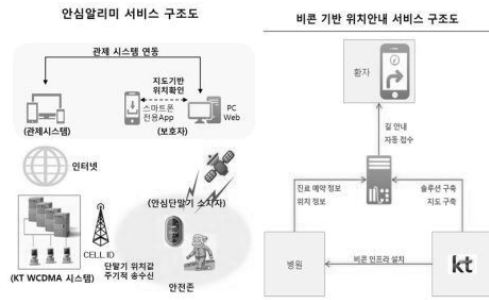 안심알리미 서비스 구조도
관제 시스템 연동
지도기반
위치확인
스마트폰
전용App
PC
Web
(관제시스템)
(보호자)
인터넷
(안심단말기 소지자)
(KT WCDMA 시스템)
CELL ID
단말기 위치값
주기적 송수신
안전존
비콘 기반 위치안내 서비스 구조도
환자
길 안내
자동 접수
진료 예약 정보
위치 정보
솔루션 구축
지도 구축
병원
비콘 인프라 설치
kt